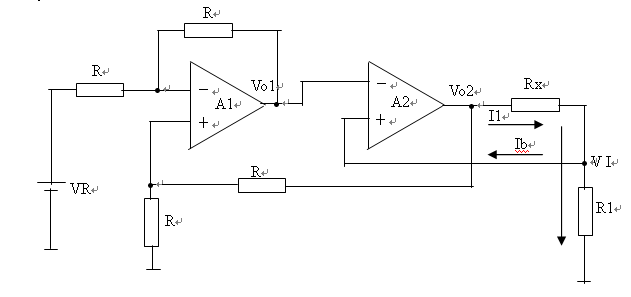 R
R
Vo1
A1
−
+
A2
−
+
Vo2
Rx
I1
Ib
VI
R
VR
R
R1